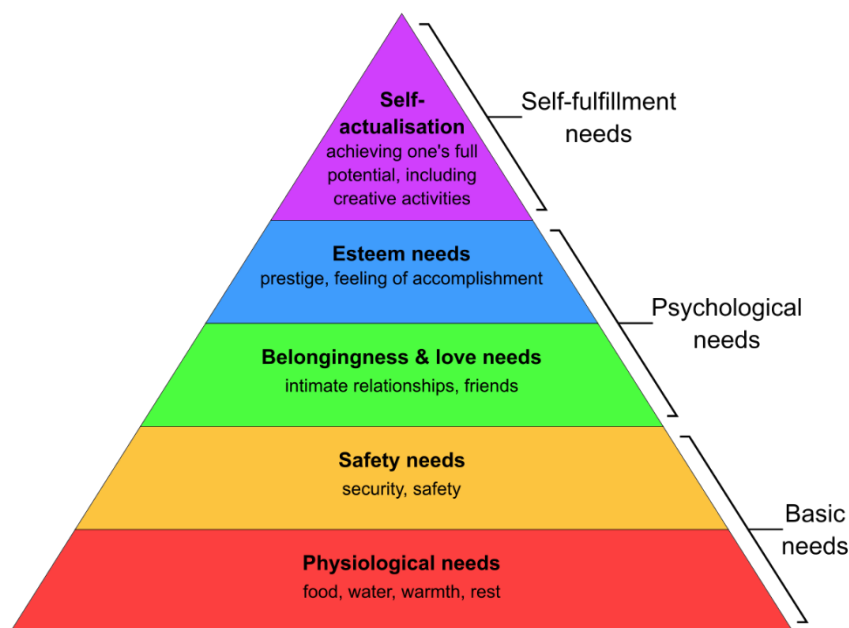 Self-
actualisation
achieving one's full
potential, including
creative activities
Self-fulfillment
needs
Esteem needs
prestige, feeling of accomplishment
Psychological
needs
Belongingness & love needs
intimate relationships, friends
Safety needs
security, safety
Basic
needs
Physiological needs
food, water, warmth, rest